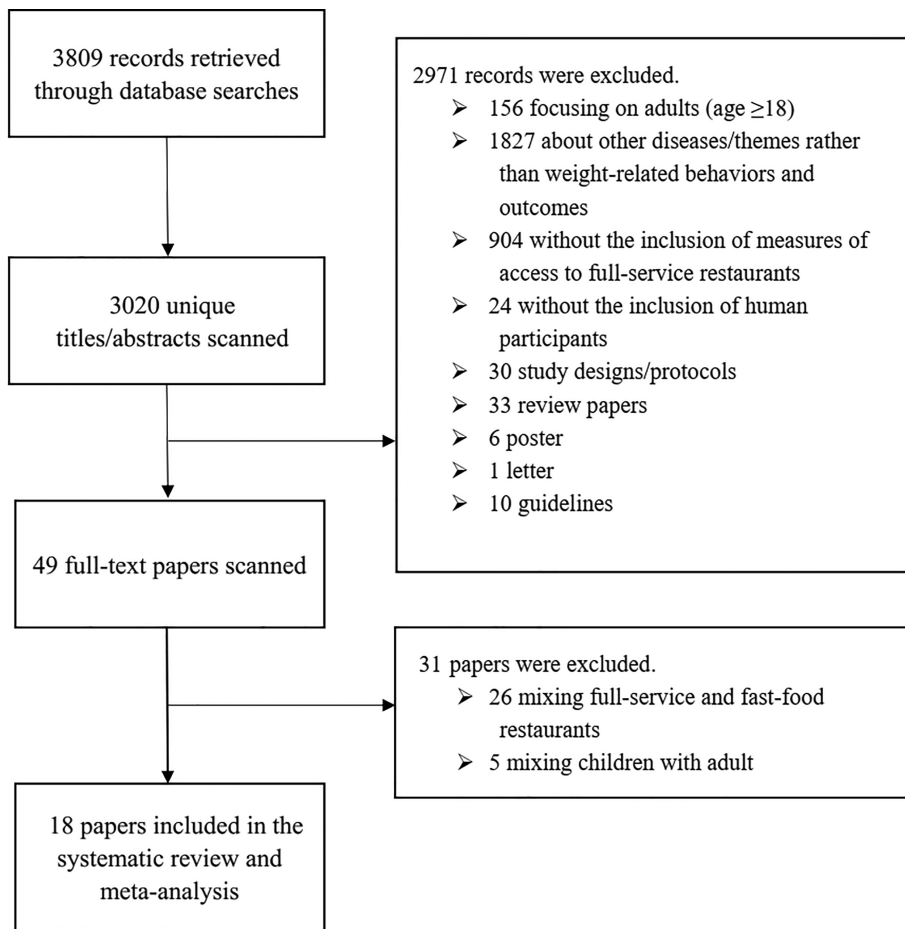 3809 records retrieved
through database searches
2971 records were excluded.
➢ 156 focusing on adults (age ≥18)
➢ 1827 about other diseases/themes rather
than weight-related behaviors and
outcomes
➢ 904 without the inclusion of measures of
access to full-service restaurants
➢ 24 without the inclusion of human
participants
➢ 30 study designs/protocols
➢ 33 review papers
➢ 6 poster
➢ 1 letter
➢ 10 guidelines
3020 unique
titles/abstracts scanned
49 full-text papers scanned
31 papers were excluded.
➢ 26 mixing full-service and fast-food
restaurants
➢ 5 mixing children with adult
18 papers included in the
systematic review and
meta-analysis